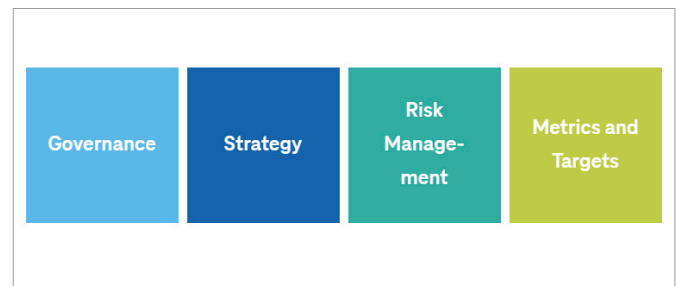 Governance
Strategy
Risk
Manage-
ment
Metrics and
Targets